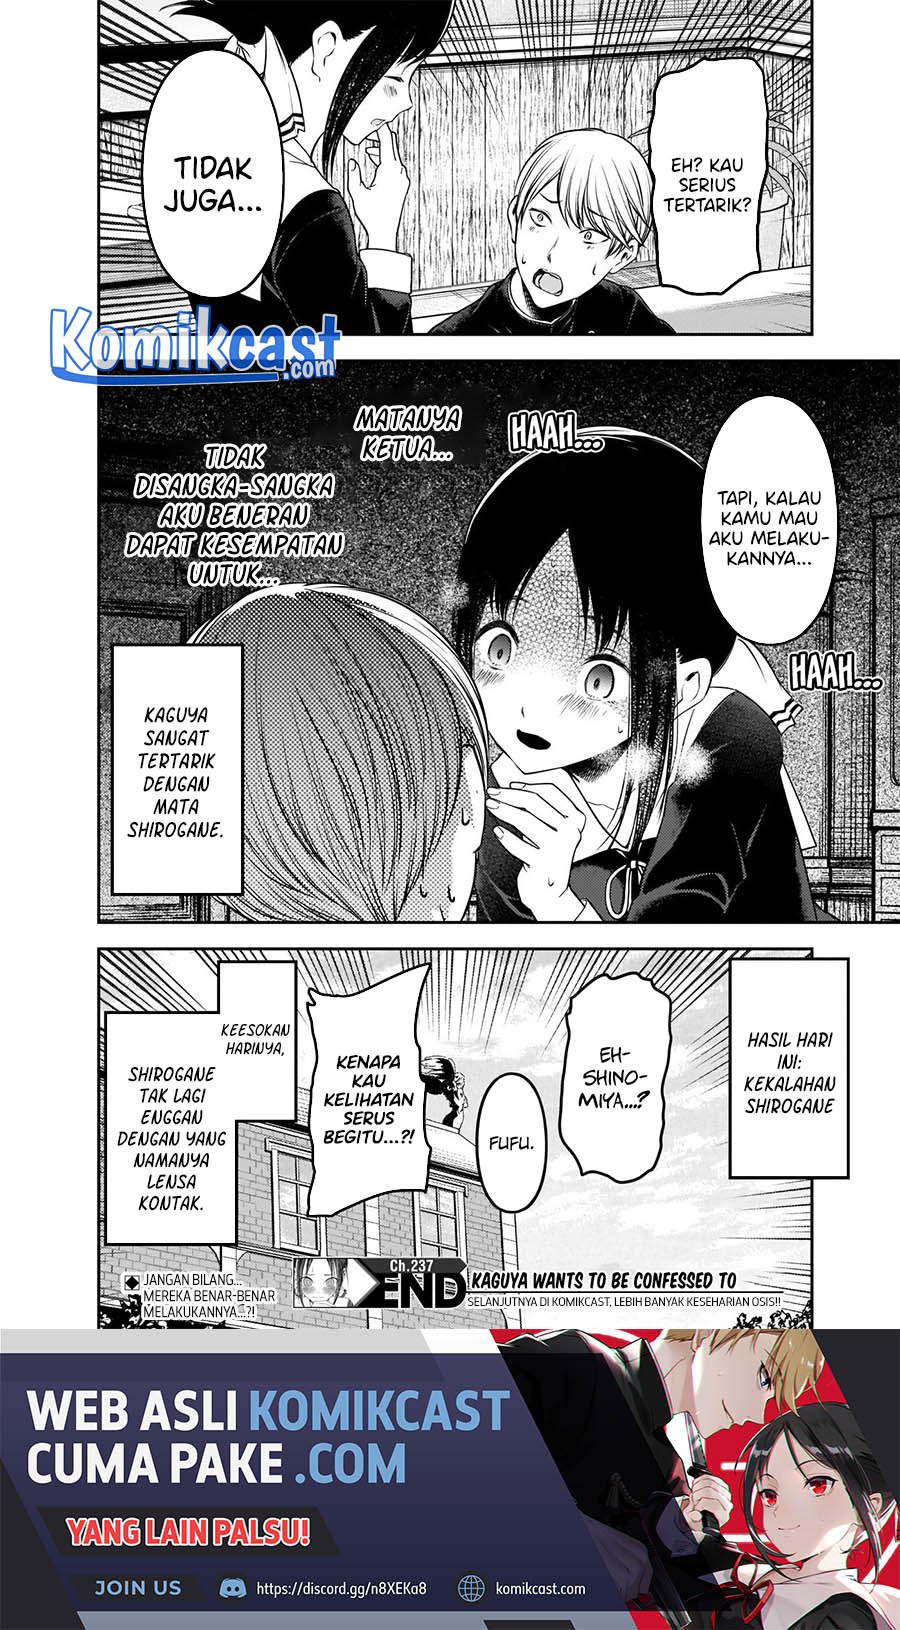 EH? KAU
SERIUS
TERTARIK?
TIDAK
JUGA...
Komikcast
.com
TAPI, KALAU
KAMU MAU
AKU MELAKU-
KANNYA...
HAAH...
MATANYA
KETUA...
TIDAK
DISANGKA-SANGKA
AKU BENERAN
DAPAT KESEMPATAN
UNTUK...
HAAH...
KAGUYA
SANGAT
TERTARIK
DENGAN
MATA
SHIROGANE.
HASIL HARI
INI:
KEKALAHAN
SHIROGANE
EH-
SHINO-
MIYA...?
FUFU.
KENAPA
KAU
KELIHATAN
SERUS
BEGITU...?!
KEESOKAN
HARINYA,
SHIROGANE
TAK LAGI
ENGGAN
DENGAN YANG
NAMANYA
LENSA
KONTAK.
JANGAN BILANG...
MEREKA BENAR-BENAR
MELAKUKANNYA...?!
Ch.237
END
KAGUYA WANTS TO BE CONFESSED TO
SELANJUTNYA DI KOMIKCAST, LEBIH BANYAK KESEHARIAN OSIS!!
WEB ASLI KOMIKCAST
CUMA PAKE .COM
YANG LAIN PALSU!
JOIN US
https://discord.gg/n8XEKa8
komikcast.com